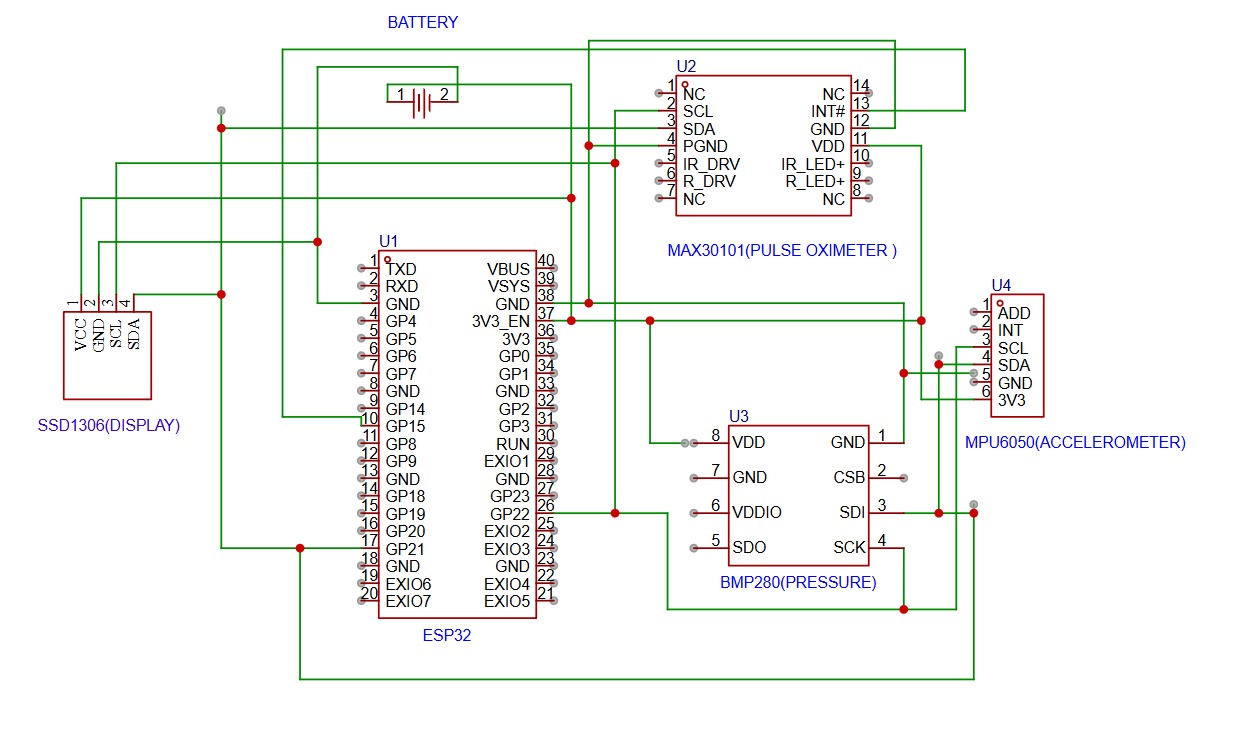 BATTERY
1 2
U2
1 NC
2 SCL
3 SDA
4 PGND
5 IR_DRV
6 R_DRV
7 NC
14 NC
13 INT#
12 GND
11 VDD
10 IR_LED+
9 R_LED+
8 NC
MAX30101(PULSE OXIMETER )
U1
1 TXD
2 RXD
3 GND
4 GP4
5 GP5
6 GP6
7 GP7
8 GND
9 GP14
10 GP15
11 GP8
12 GP9
13 GND
14 GP18
15 GP19
16 GP20
17 GP21
18 GND
19 EXIO6
20 EXIO7
VBUS 40
VSYS 39
GND 38
3V3_EN 37
3V3 36
GP0 35
GP1 34
GND 33
GP2 32
GP3 31
RUN 30
EXIO1 29
GND 28
GP23 27
GP22 26
EXIO2 25
EXIO3 24
GND 23
EXIO4 22
EXIO5 21
ESP32
1 VCC
2 GND
3 SCL
4 SDA
SSD1306(DISPLAY)
U4
1 ADD
2 INT
3 SCL
4 SDA
5 GND
6 3V3
MPU6050(ACCELEROMETER)
U3
8 VDD
7 GND
6 VDDIO
5 SDO
GND 1
CSB 2
SDI 3
SCK 4
BMP280(PRESSURE)